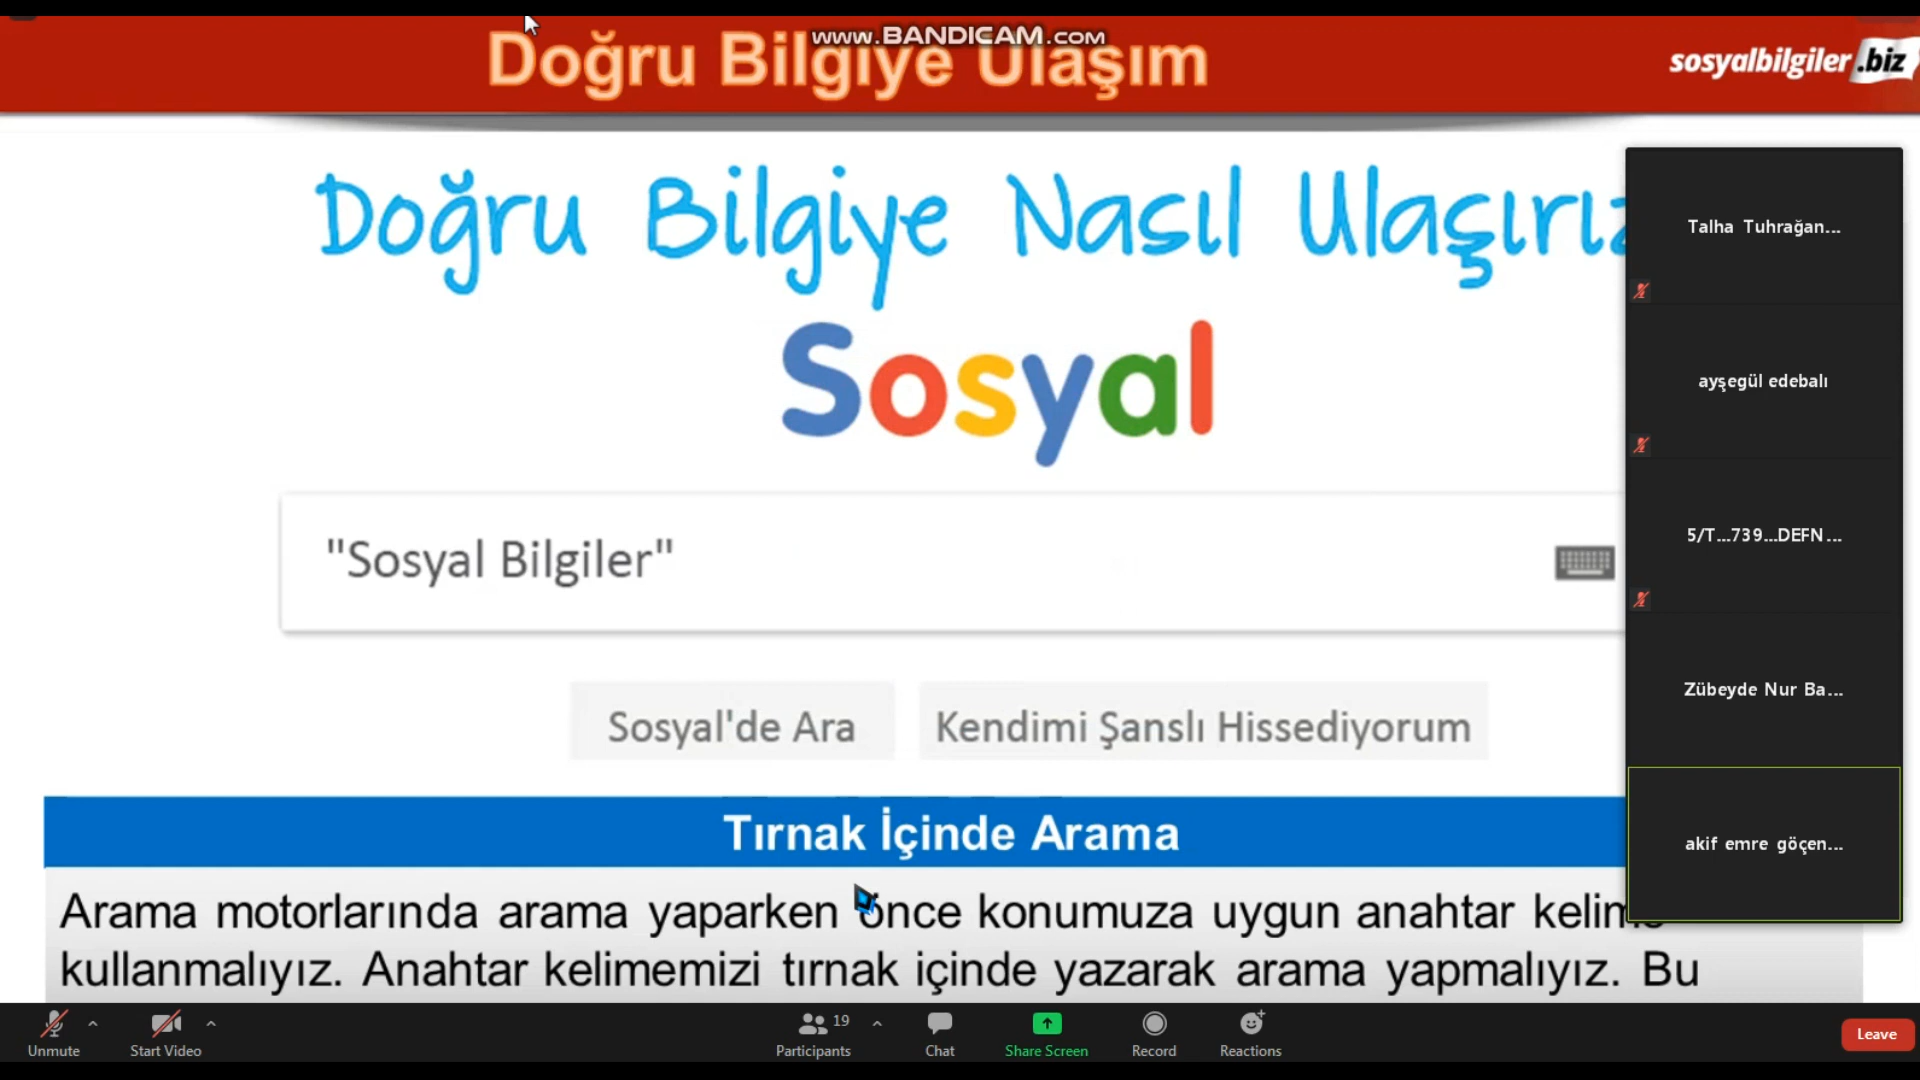 www.BANDICAM.com
Doğru Bilgiye Ulaşım
sosyalbilgiler .biz
Doğru Bilgiye Nasıl Ulaşırız
Sosyal
"Sosyal Bilgiler"
Sosyal'de Ara
Kendimi Şanslı Hissediyorum
Tırnak İçinde Arama
Arama motorlarında arama yaparken önce konumuza uygun anahtar kelime
kullanmalıyız. Anahtar kelimemizi tırnak içinde yazarak arama yapmalıyız. Bu
Talha Tuhrağan...
ayşegül edebalı
5/T...739...DEFN...
Zübeyde Nur Ba...
akif emre göçen...
Unmute
Start Video
19
Participants
Chat
Share Screen
Record
Reactions
Leave